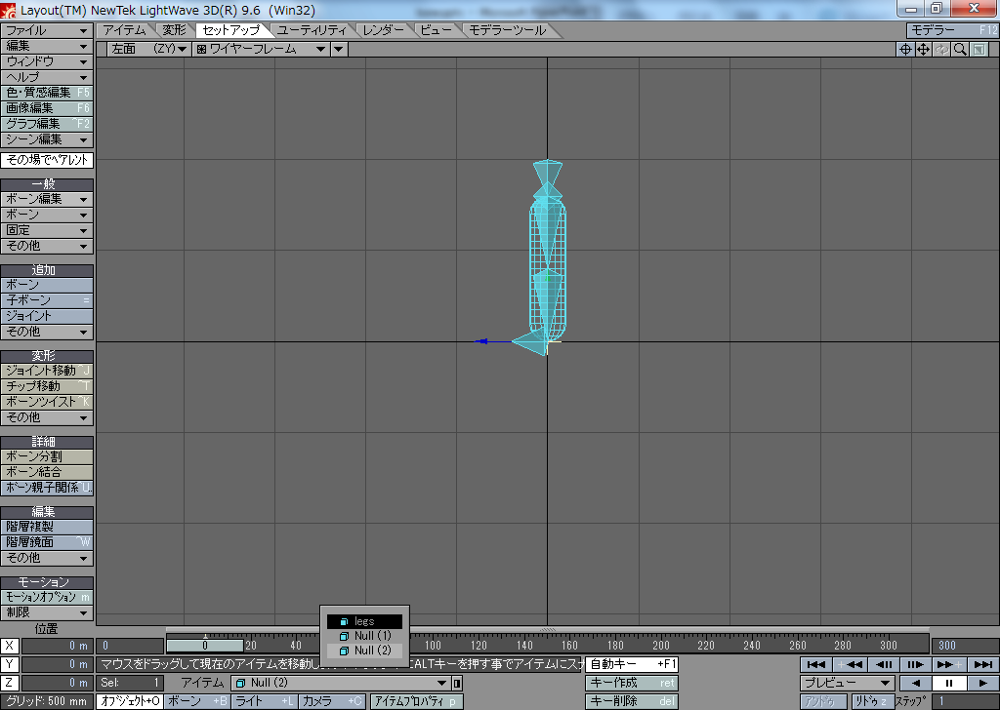 Layout(TM) NewTek LightWave 3D(R) 9.6 (Win32)
ファイル
編集
ウィンドウ
ヘルプ
色・質感編集 F5
画像編集 F6
グラフ編集 ^F2
シーン編集
その場でペアレント
一般
ボーン編集
ボーン
固定
その他
追加
ボーン
子ボーン =
ジョイント
その他
変形
ジョイント移動 ^J
チップ移動 ^T
ボーンツイスト ^K
その他
詳細
ボーン分割
ボーン結合
ボーン親子関係 U
編集
階層複製
階層鏡面 ^W
その他
モーション
モーションオプション m
制限
アイテム 変形 セットアップ ユーティリティ レンダー ビュー モデラーツール
モデラー F12
左面 (ZY) ワイヤーフレーム
位置
X 0 m
Y 0 m
Z 0 m
グリッド: 500 mm
legs
Null (1)
Null (2)
0 0 20 40 100 120 140 160 180 200 220 240 260 280 300 300
マウスをドラッグして現在のアイテムを移動し
ALTキーを押す事でアイテムにスナ
Sel: 1 アイテム Null (2)
オブジェクト+O ボーン +B ライト +L カメラ +C アイテムプロパティ p
自動キー +F1
キー作成 ret
キー削除 del
プレビュー
アンドゥ リドゥ z ステップ 1